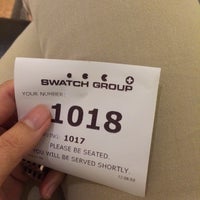 SWATCH GROUP
YOUR NUMBER:
1018
1017
PLEASE BE SEATED.
YOU WILL BE SERVED SHORTLY.